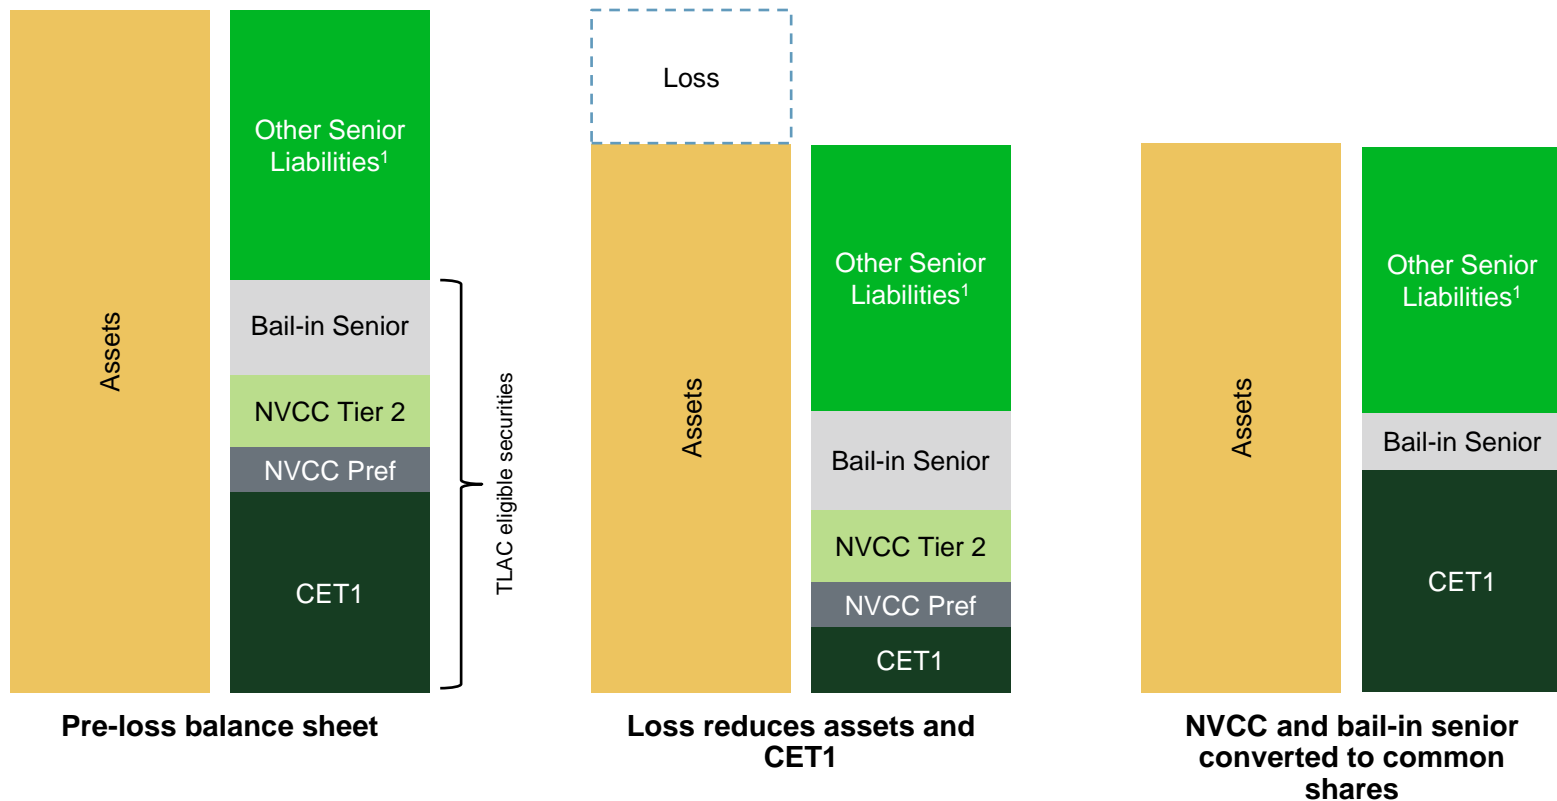 Assets
Other Senior
Liabilities¹
Bail-in Senior
NVCC Tier 2
NVCC Pref
CET1
TLAC eligible securities
Pre-loss balance sheet
Loss
Assets
Other Senior
Liabilities¹
Bail-in Senior
NVCC Tier 2
NVCC Pref
CET1
Loss reduces assets and
CET1
Assets
Other Senior
Liabilities¹
Bail-in Senior
CET1
NVCC and bail-in senior
converted to common
shares